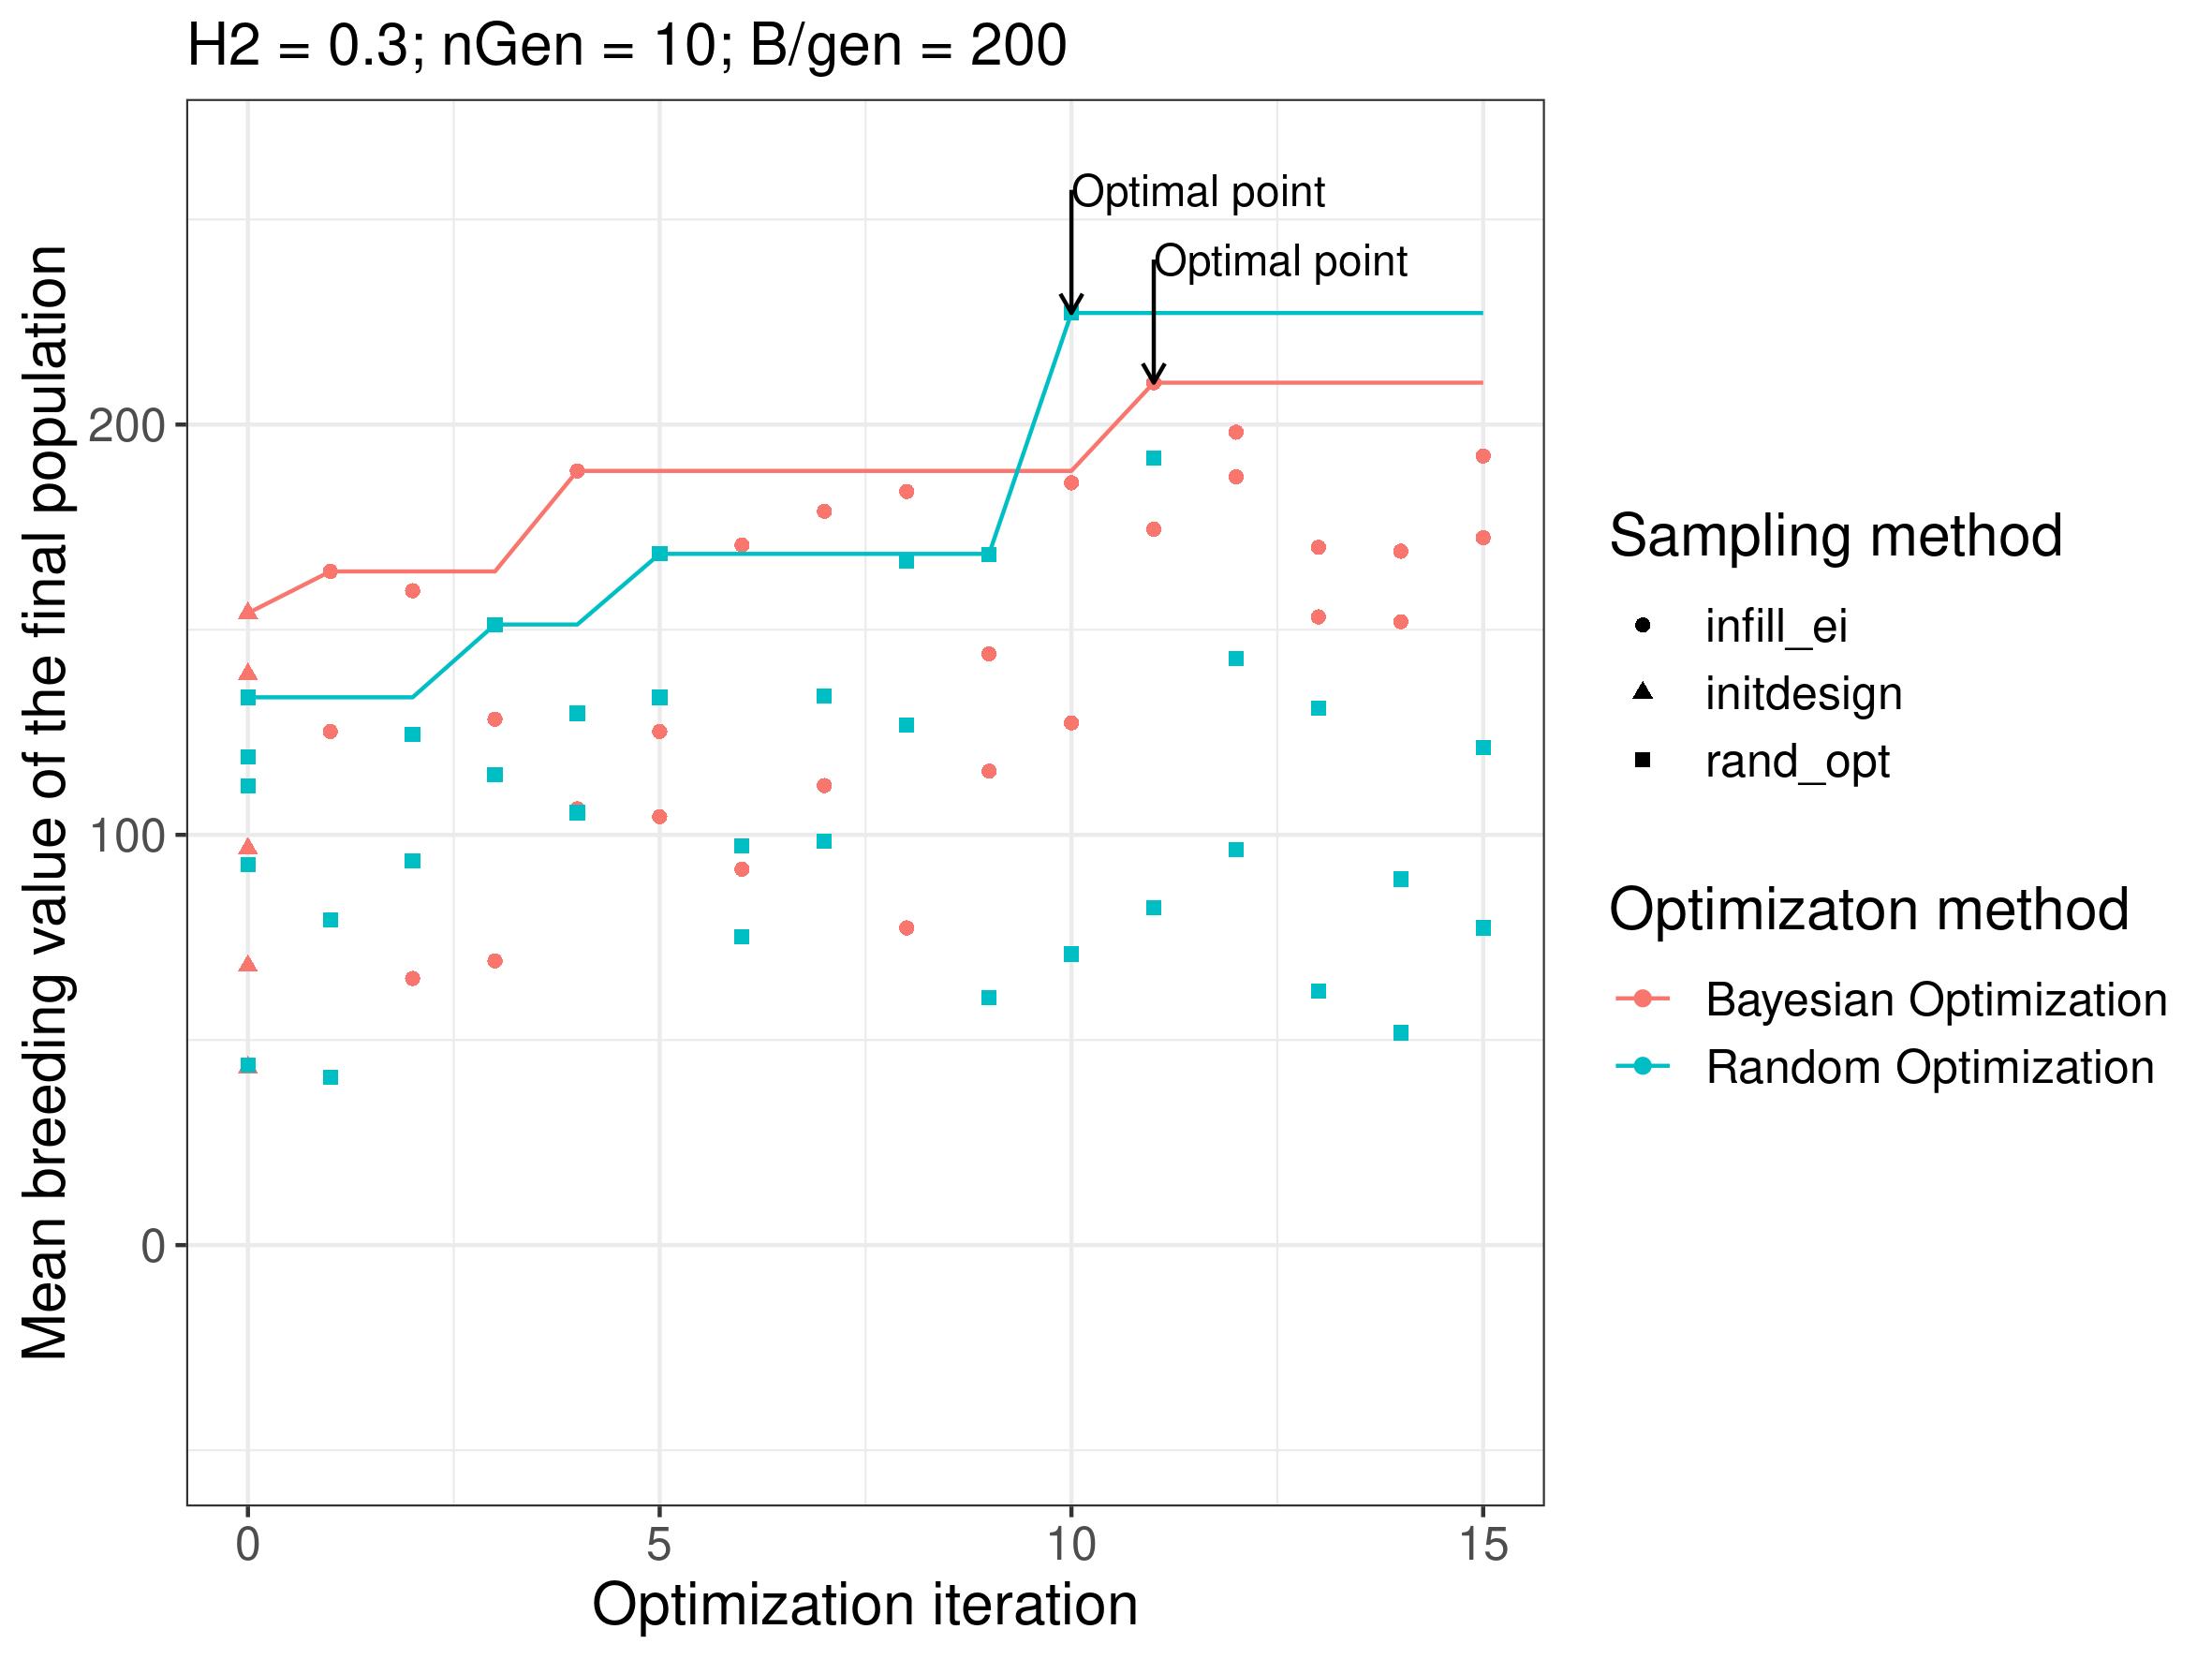 H2 = 0.3; nGen = 10; B/gen = 200
Mean breeding value of the final population
200
100
0
Optimal point
Optimal point
0
5
10
15
Optimization iteration
Sampling method
infill_ei
initdesign
rand_opt
Optimizaton method
Bayesian Optimization
Random Optimization